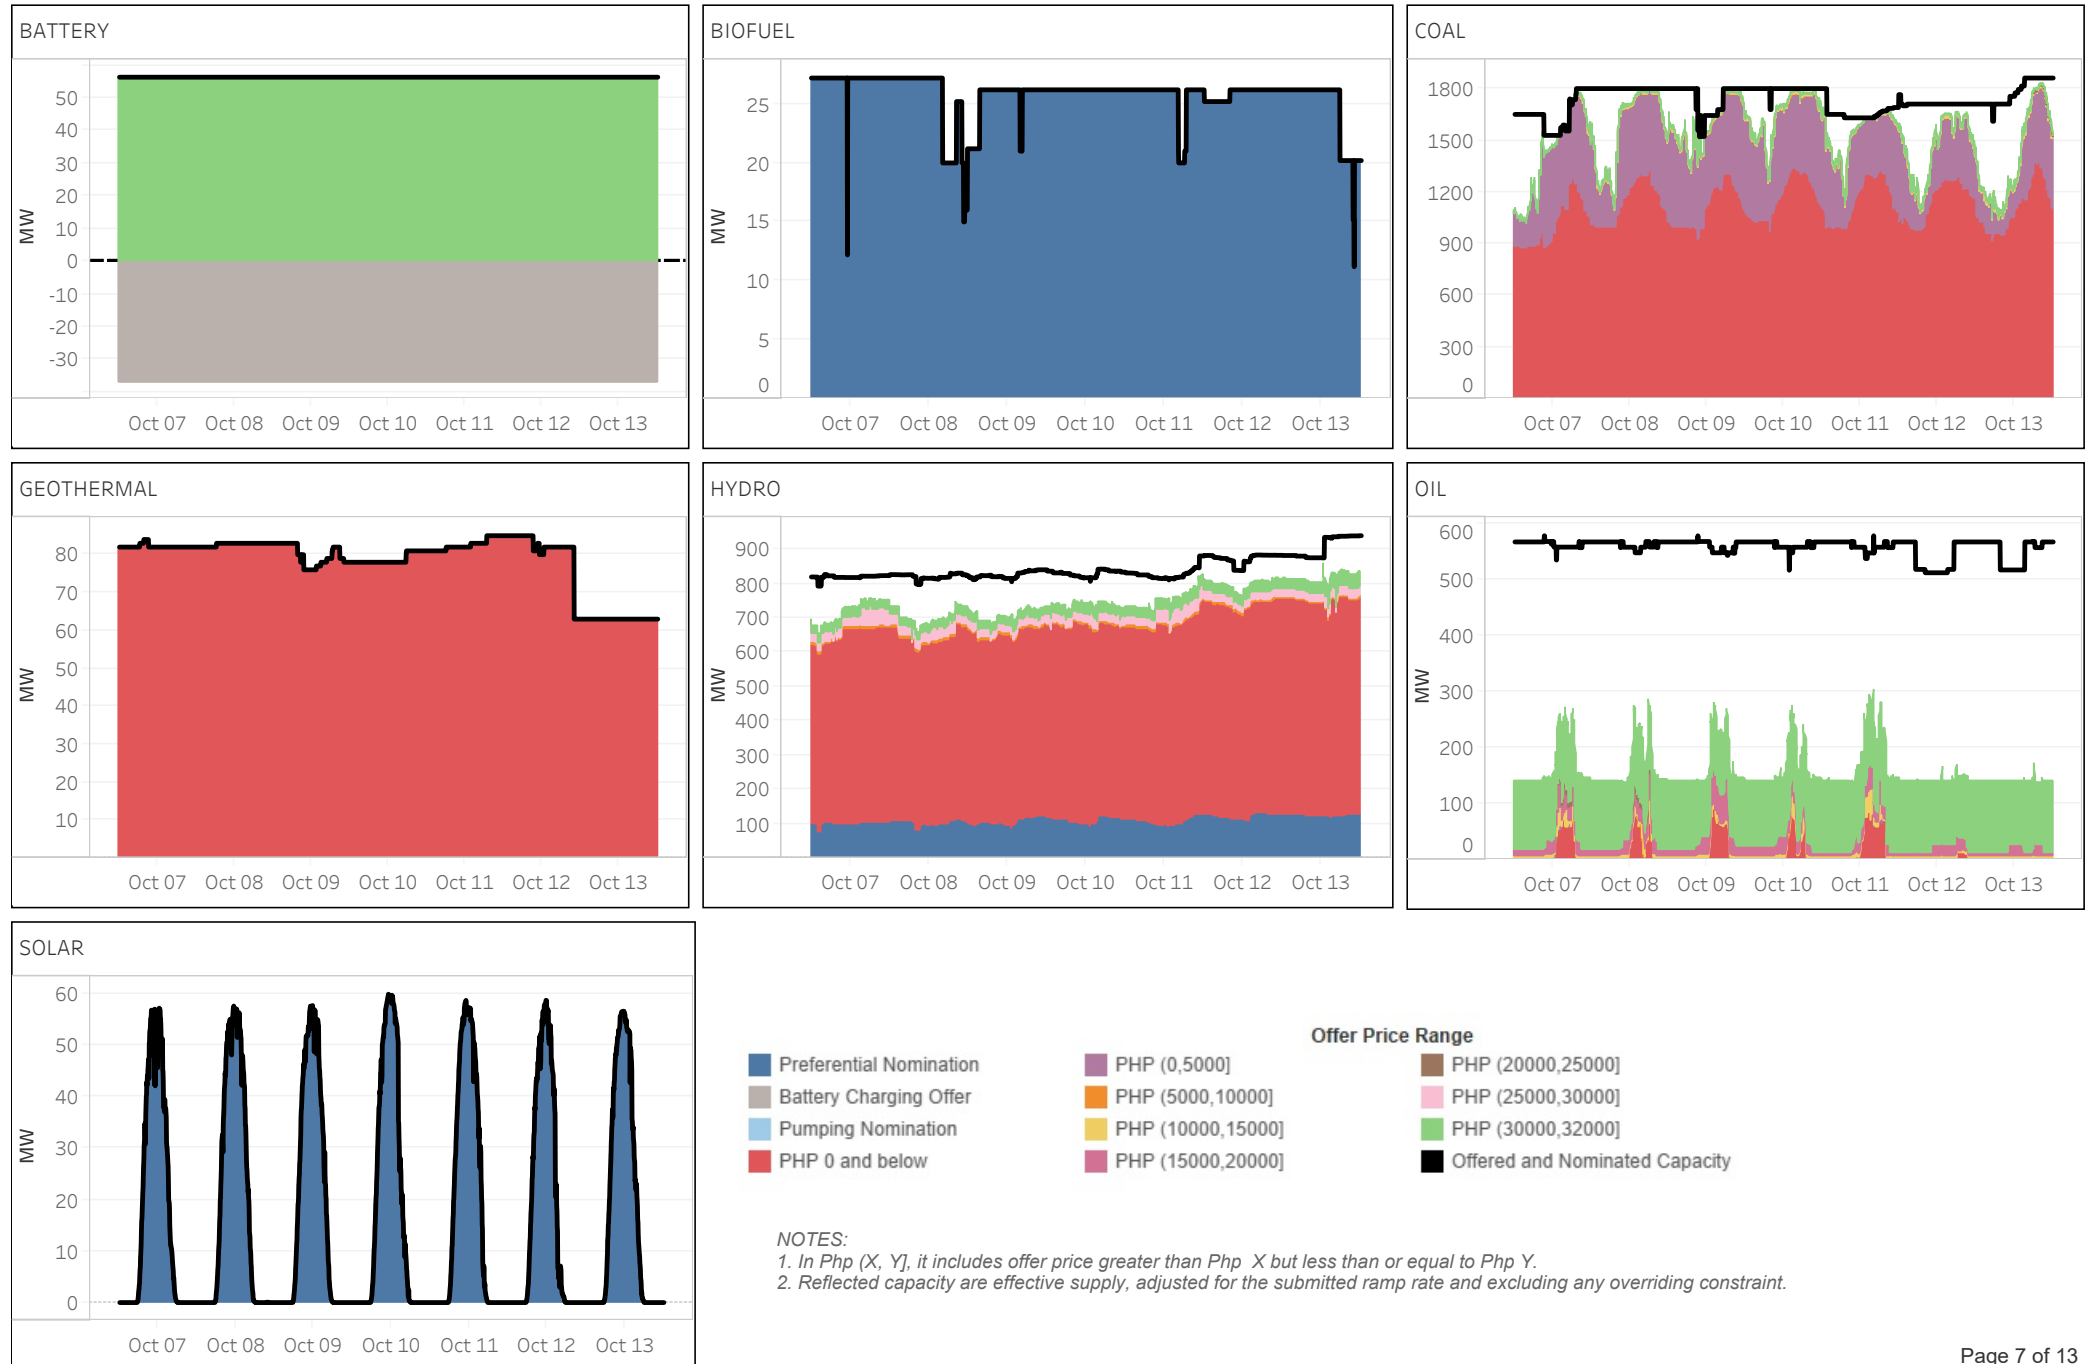 BATTERY
MW
50
40
30
20
10
0
-10
-20
-30
Oct 07 Oct 08 Oct 09 Oct 10 Oct 11 Oct 12 Oct 13
BIOFUEL
MW
25
20
15
10
5
0
Oct 07 Oct 08 Oct 09 Oct 10 Oct 11 Oct 12 Oct 13
COAL
1800
1500
1200
900
600
300
0
Oct 07 Oct 08 Oct 09 Oct 10 Oct 11 Oct 12 Oct 13
GEOTHERMAL
MW
80
70
60
50
40
30
20
10
Oct 07 Oct 08 Oct 09 Oct 10 Oct 11 Oct 12 Oct 13
HYDRO
MW
900
800
700
600
500
400
300
200
100
Oct 07 Oct 08 Oct 09 Oct 10 Oct 11 Oct 12 Oct 13
OIL
MW
600
500
400
300
200
100
0
Oct 07 Oct 08 Oct 09 Oct 10 Oct 11 Oct 12 Oct 13
SOLAR
MW
60
50
40
30
20
10
0
Oct 07 Oct 08 Oct 09 Oct 10 Oct 11 Oct 12 Oct 13
Offer Price Range
Preferential Nomination PHP (0,5000] PHP (20000,25000]
Battery Charging Offer PHP (5000,10000] PHP (25000,30000]
Pumping Nomination PHP (10000,15000] PHP (30000,32000]
PHP 0 and below PHP (15000,20000] Offered and Nominated Capacity
NOTES:
1. In Php (X, Y], it includes offer price greater than Php X but less than or equal to Php Y.
2. Reflected capacity are effective supply, adjusted for the submitted ramp rate and excluding any overriding constraint.
Page 7 of 13